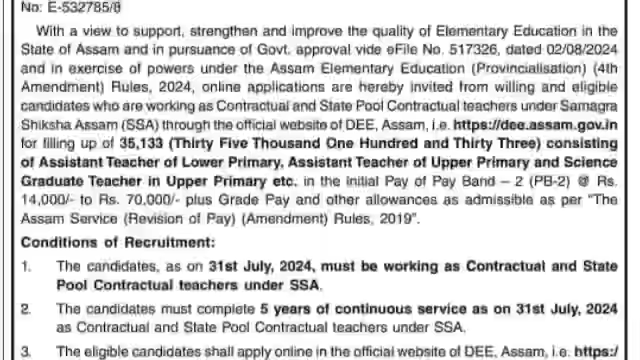 No: E-532785/8
With a view to support, strengthen and improve the quality of Elementary Education in the
State of Assam and in pursuance of Govt. approval vide eFile No. 517326, dated 02/08/2024
and in exercise of powers under the Assam Elementary Education (Provincialisation) (4th
Amendment) Rules, 2024, online applications are hereby invited from willing and eligible
candidates who are working as Contractual and State Pool Contractual teachers under Samagra
Shiksha Assam (SSA) through the official website of DEE, Assam, i.e. https://dee.assam.gov.in
for filling up of 35,133 (Thirty Five Thousand One Hundred and Thirty Three) consisting
of Assistant Teacher of Lower Primary, Assistant Teacher of Upper Primary and Science
Graduate Teacher in Upper Primary etc. in the Initial Pay of Pay Band – 2 (PB-2) @ Rs.
14,000/- to Rs. 70,000/- plus Grade Pay and other allowances as admissible as per “The
Assam Service (Revision of Pay) (Amendment) Rules, 2019”.
Conditions of Recruitment:
1. The candidates, as on 31st July, 2024, must be working as Contractual and State
Pool Contractual teachers under SSA.
2. The candidates must complete 5 years of continuous service as on 31st July, 2024
as Contractual and State Pool Contractual teachers under SSA.
3. The eligible candidates shall apply online in the official website of DEE, Assam, i.e. https:/